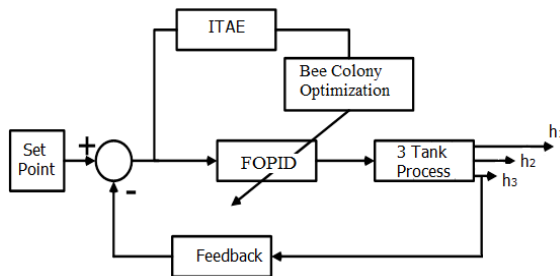 ITAE
Bee Colony
Optimization
Set
Point
+
-
FOPID
3 Tank
Process
h₁
h₂
h₃
Feedback